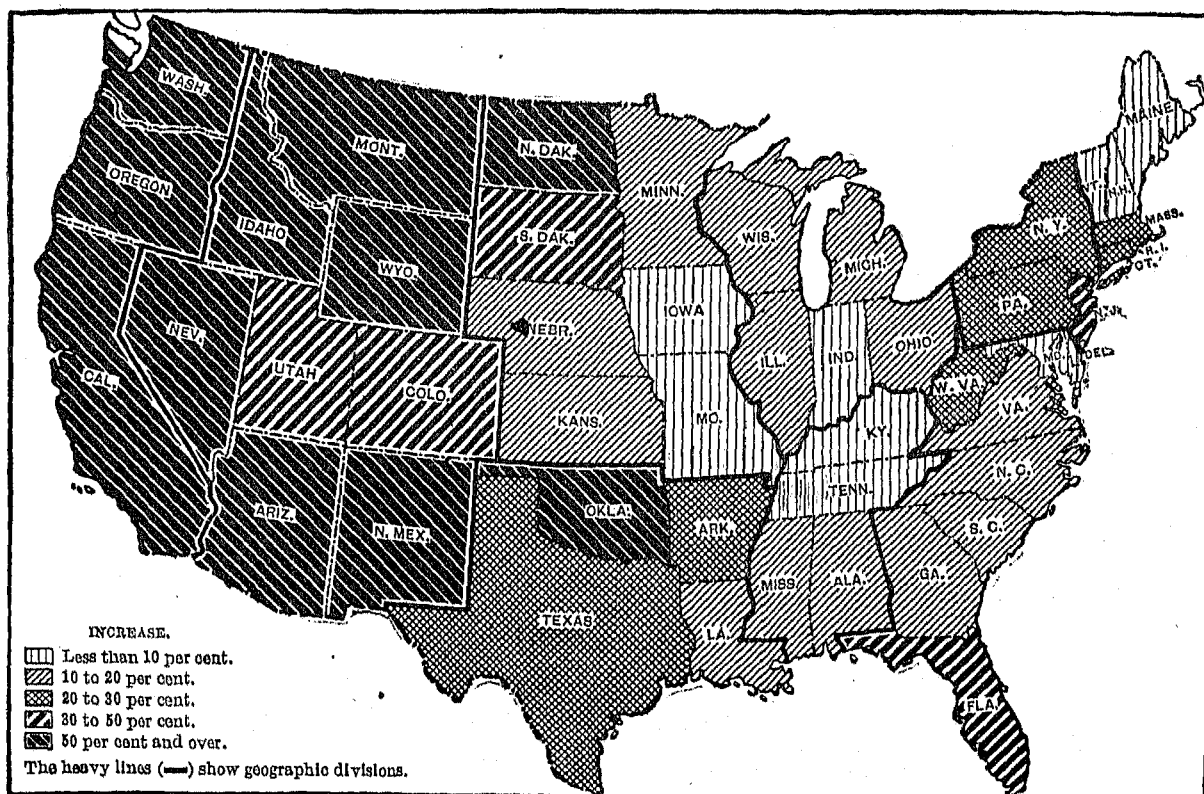 WASH.
MONT.
N. DAK.
MINN.
OREGON
IDAHO
S. DAK.
WIS.
MICH.
MAINE
VT.
N.H.
MASS.
N. Y.
R. I.
CT.
WYO.
NEBR.
IOWA
PA.
N. J.
NEV.
UTAH
COLO.
ILL.
IND.
OHIO
MD.
DEL.
CAL.
KANS.
MO.
KY.
W. VA.
VA.
ARIZ.
N. MEX.
OKLA.
ARK.
TENN.
N. C.
S. C.
TEXAS
LA.
MISS.
ALA.
GA.
FLA.
INCREASE.
Less than 10 per cent.
10 to 20 per cent.
20 to 30 per cent.
30 to 50 per cent.
50 per cent and over.
The heavy lines (—) show geographic divisions.